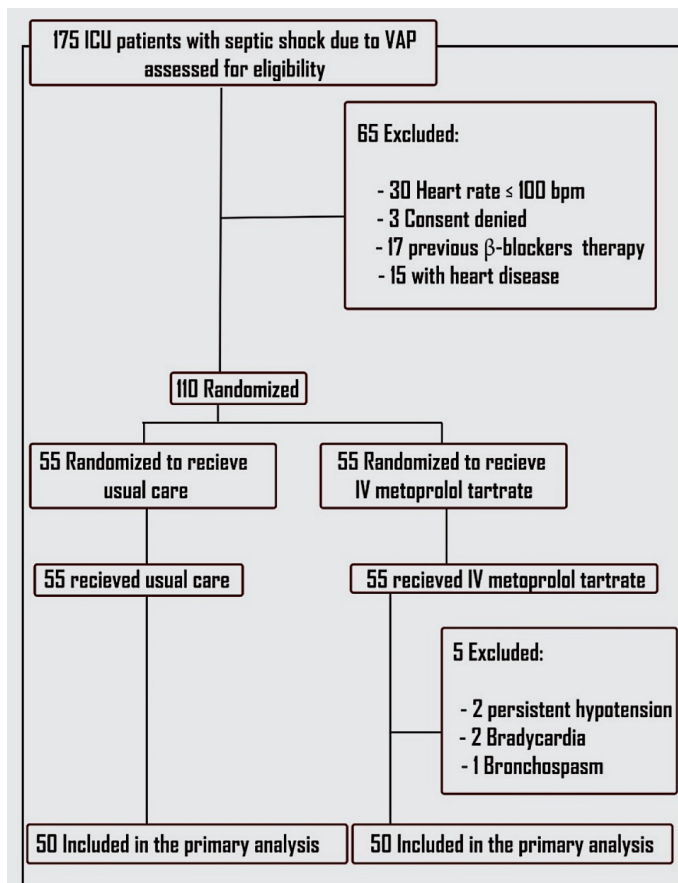 175 ICU patients with septic shock due to VAP
assessed for eligibility
65 Excluded:
- 30 Heart rate ≤ 100 bpm
- 3 Consent denied
- 17 previous β-blockers therapy
- 15 with heart disease
110 Randomized
55 Randomized to recieve
usual care
55 Randomized to recieve
IV metoprolol tartrate
55 recieved usual care
55 recieved IV metoprolol tartrate
5 Excluded:
- 2 persistent hypotension
- 2 Bradycardia
- 1 Bronchospasm
50 Included in the primary analysis
50 Included in the primary analysis